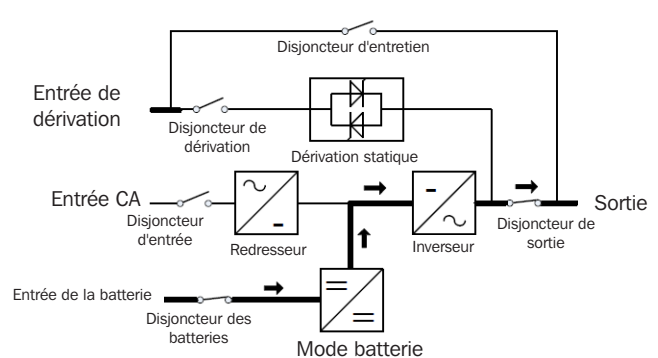 Disjoncteur d'entretien
Entrée de
dérivation
Disjoncteur de
dérivation
Dérivation statique
Entrée CA
Disjoncteur
d'entrée
Redresseur
Inverseur
Disjoncteur de
sortie
Sortie
Entrée de la batterie
Disjoncteur des
batteries
Mode batterie